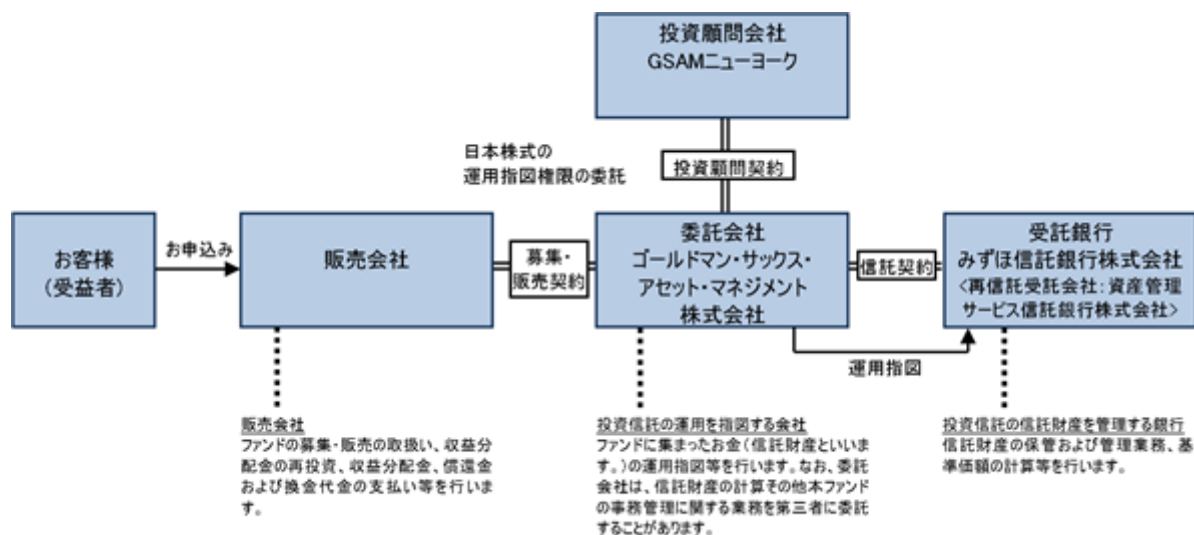 投資顧問会社
GSAMニューヨーク
日本株式の
運用指図権限の委託
投資顧問契約
お客様
(受益者)
お申込み
販売会社
募集・
販売契約
委託会社
ゴールドマン・サックス・
アセット・マネジメント
株式会社
信託契約
受託銀行
みずほ信託銀行株式会社
<再信託受託会社:資産管理
サービス信託銀行株式会社>
運用指図
販売会社
ファンドの募集・販売の取扱い、収益分
配金の再投資、収益分配金、償還金
および換金代金の支払い等を行いま
す。
投資信託の運用を指図する会社
ファンドに集まったお金(信託財産といいま
す。)の運用指図等を行います。なお、委託
会社は、信託財産の計算その他本ファンド
の事務管理に関する業務を第三者に委託
することがあります。
投資信託の信託財産を管理する銀行
信託財産の保管および管理業務、基
準価額の計算等を行います。